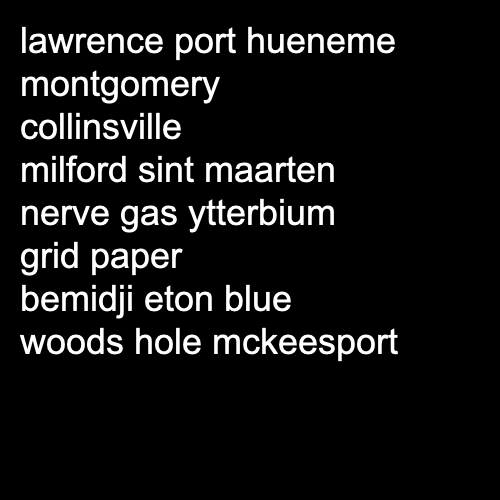 lawrence port hueneme
montgomery
collinsville
milford sint maarten
nerve gas ytterbium
grid paper
bemidji eton blue
woods hole mckeesport